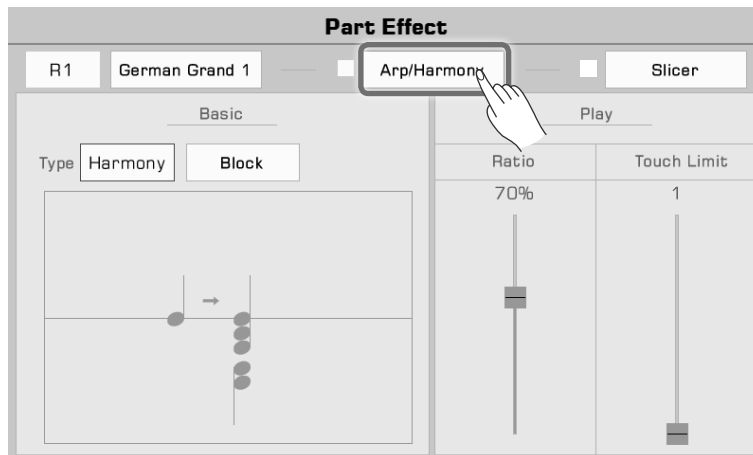 Part Effect
R1 German Grand 1 Arp/Harmony Slicer
Basic
Play
Type Harmony Block
Ratio Touch Limit
70% 1